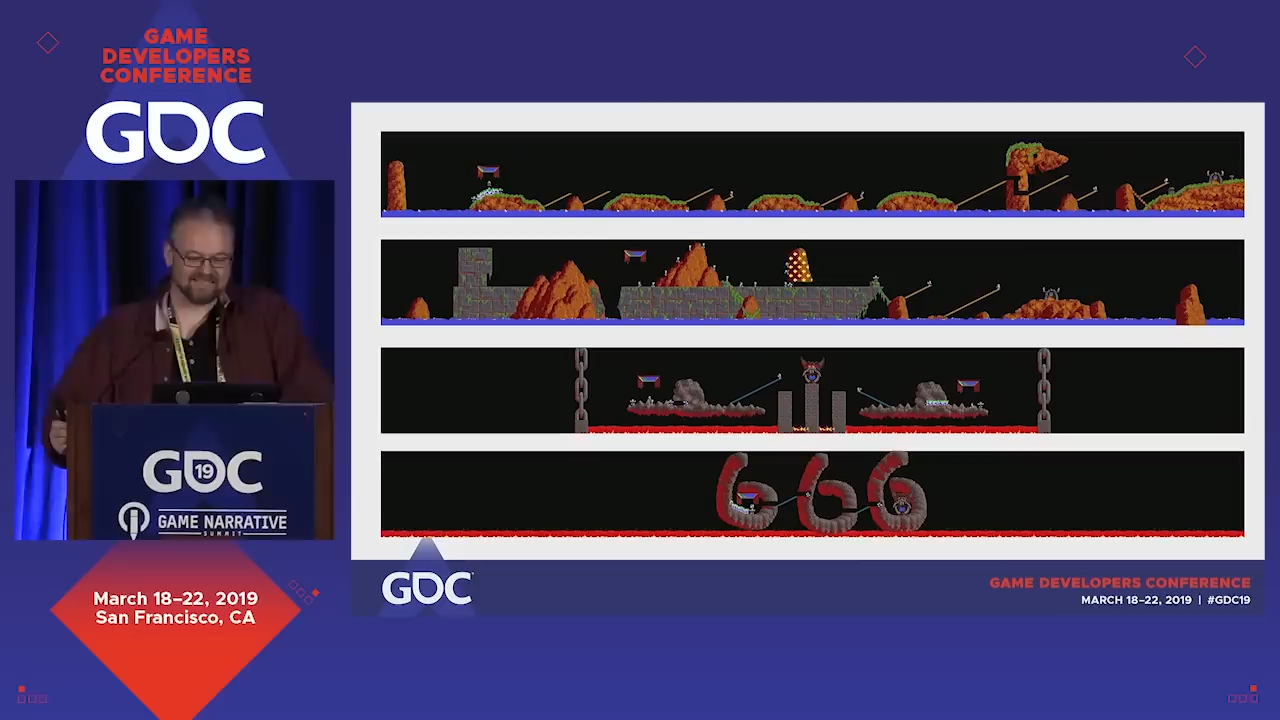 GAME
DEVELOPERS
CONFERENCE
GDC
GDC
19
GAME NARRATIVE
SUMMIT
March 18–22, 2019
San Francisco, CA
666
GDC
GAME DEVELOPERS CONFERENCE
MARCH 18–22, 2019 | #GDC19